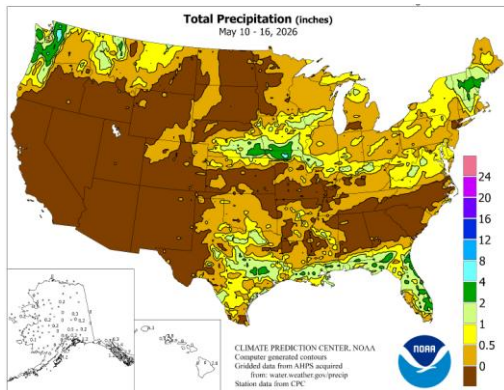 Total Precipitation (inches)
May 10 - 16, 2026
24
20
16
12
8
4
2
1
0.5
0
CLIMATE PREDICTION CENTER, NOAA
Computer generated contours
Gridded data from AHPS acquired
from: water.weather.gov/precip
Station data from CPC
NOAA